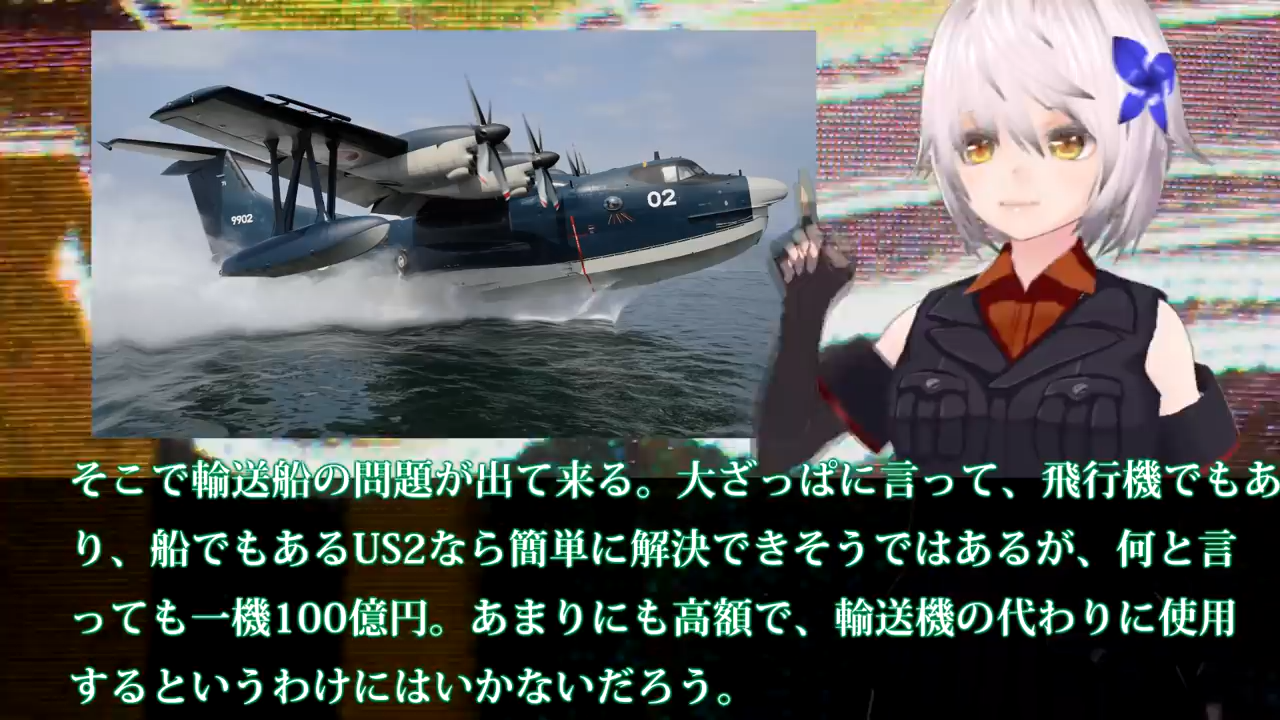 02
9902
そこで輸送船の問題が出て来る。大ざっぱに言って、飛行機でもあ
り、船でもあるUS2なら簡単に解決できそうではあるが、何と言
っても一機100億円。あまりにも高額で、輸送機の代わりに使用
するというわけにはいかないだろう。